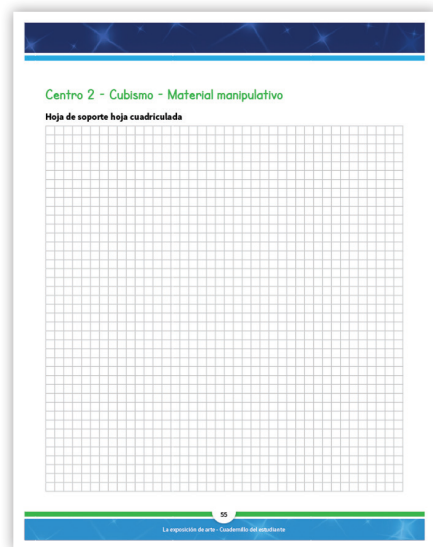 Centro 2 - Cubismo - Material manipulativo
Hoja de soporte hoja cuadriculada
55
La exposición de arte - Cuadernillo del estudiante